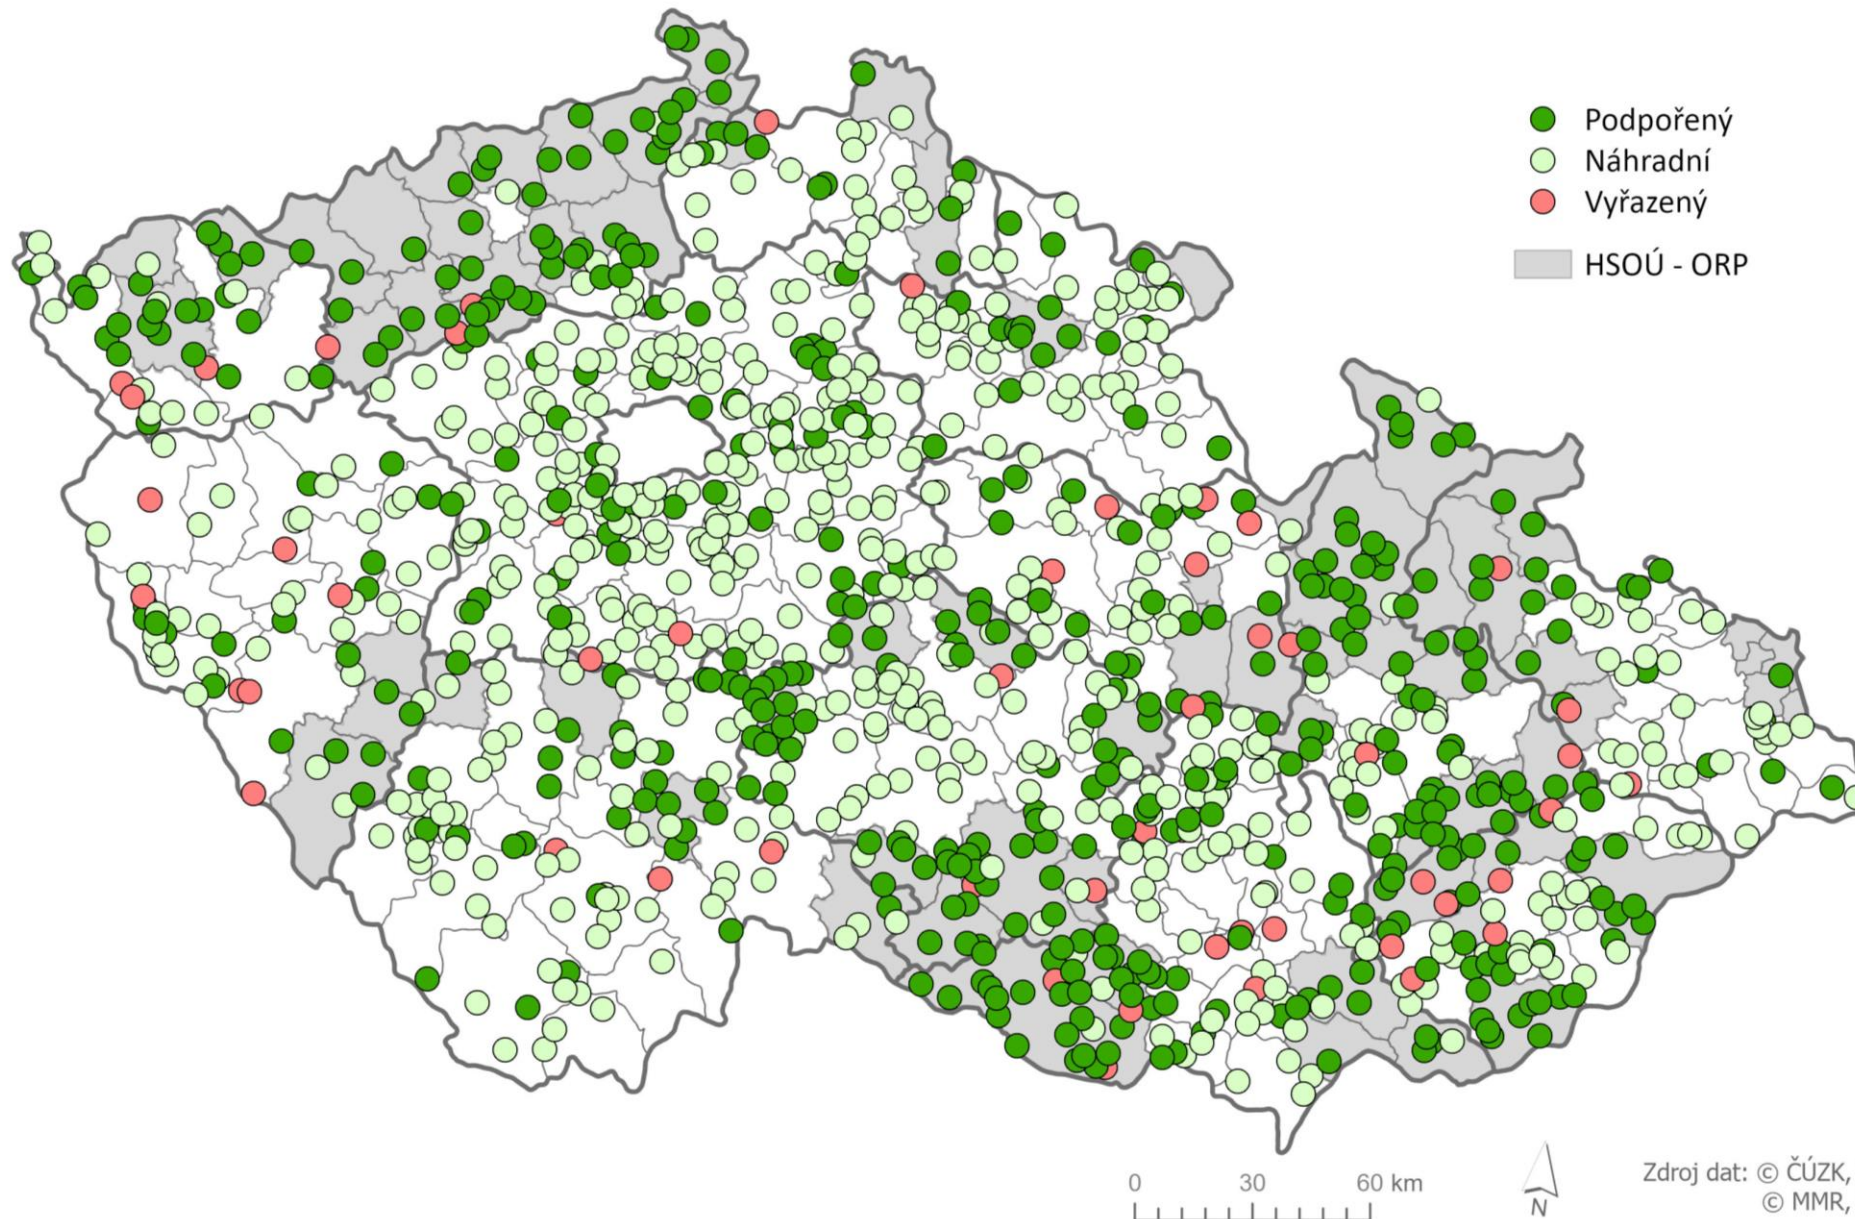 Podpořený
Náhradní
Vyřazený
HSOÚ - ORP
0 30 60 km
N
Zdroj dat: © ČÚZK,
© MMR,